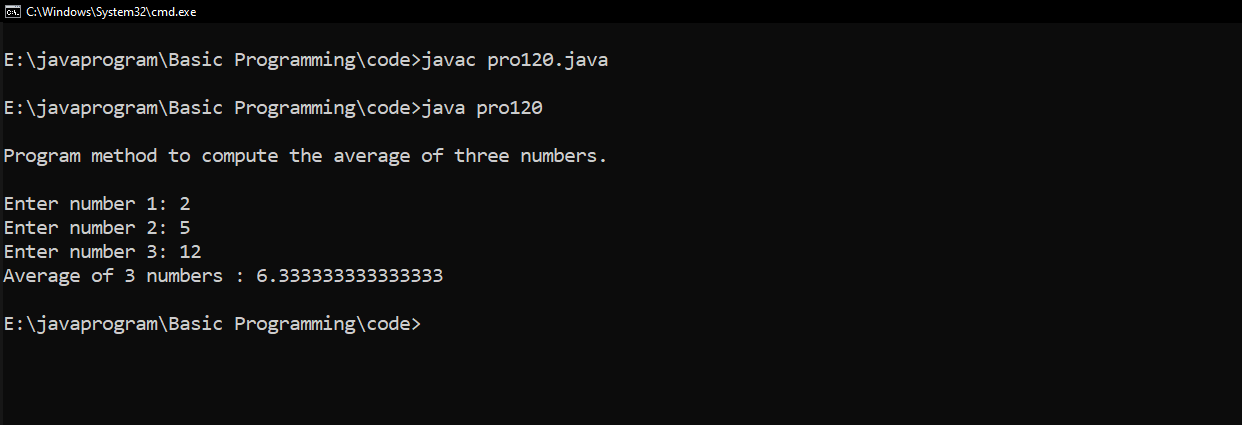 C:\Windows\System32\cmd.exe
E:\javaprogram\Basic Programming\code>javac pro120.java
E:\javaprogram\Basic Programming\code>java pro120
Program method to compute the average of three numbers.
Enter number 1: 2
Enter number 2: 5
Enter number 3: 12
Average of 3 numbers : 6.333333333333333
E:\javaprogram\Basic Programming\code>